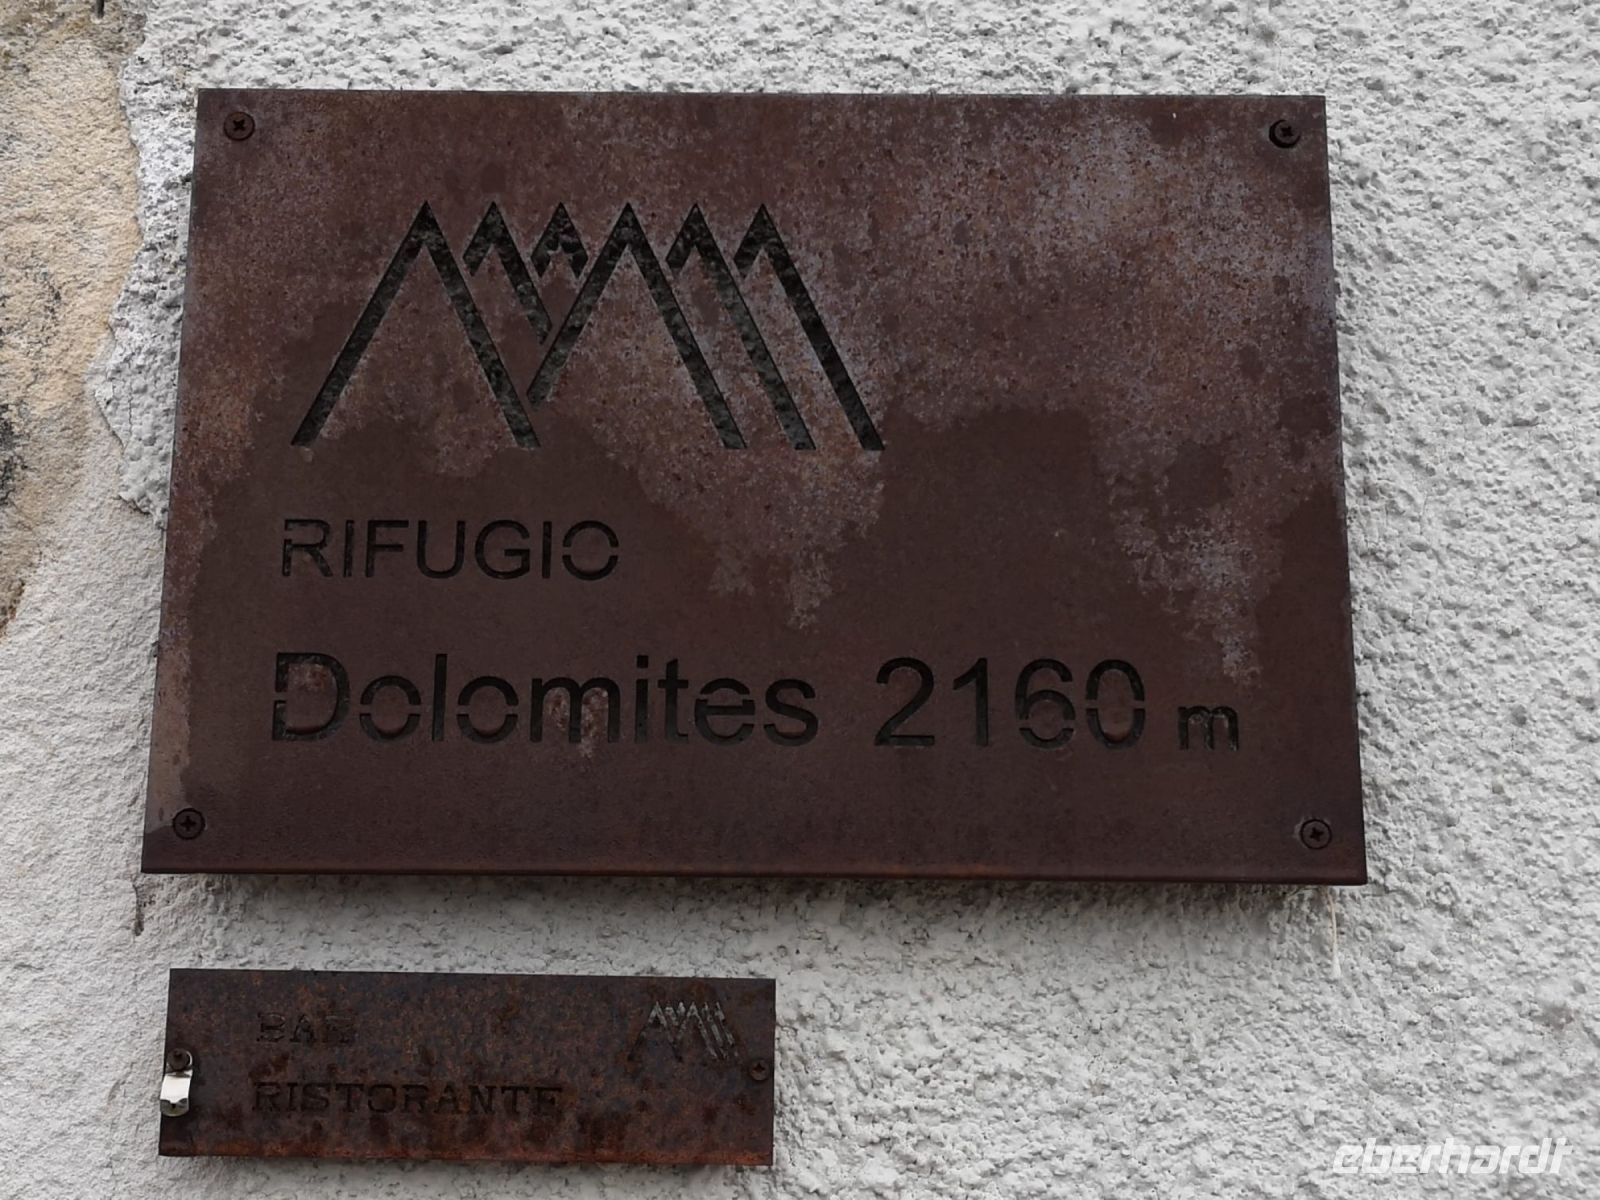 RIFUGIO
Dolomites 2160 m
BAR
RISTORANTE
eberhardt